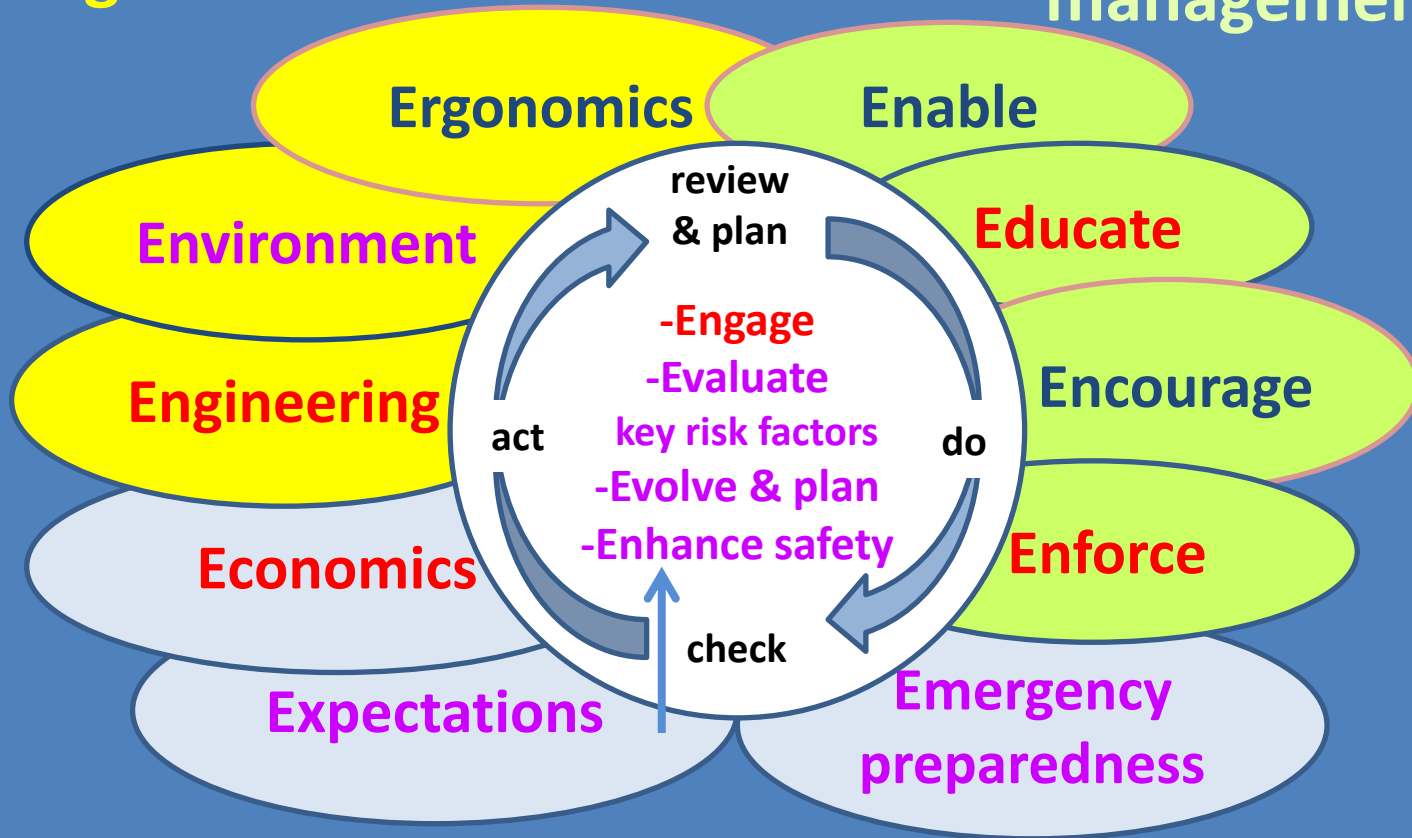 Ergonomics
Enable
Environment
Educate
Engineering
Encourage
Economics
Enforce
Expectations
Emergency
preparedness
review
& plan
do
check
act
-Engage
-Evaluate
key risk factors
-Evolve & plan
-Enhance safety